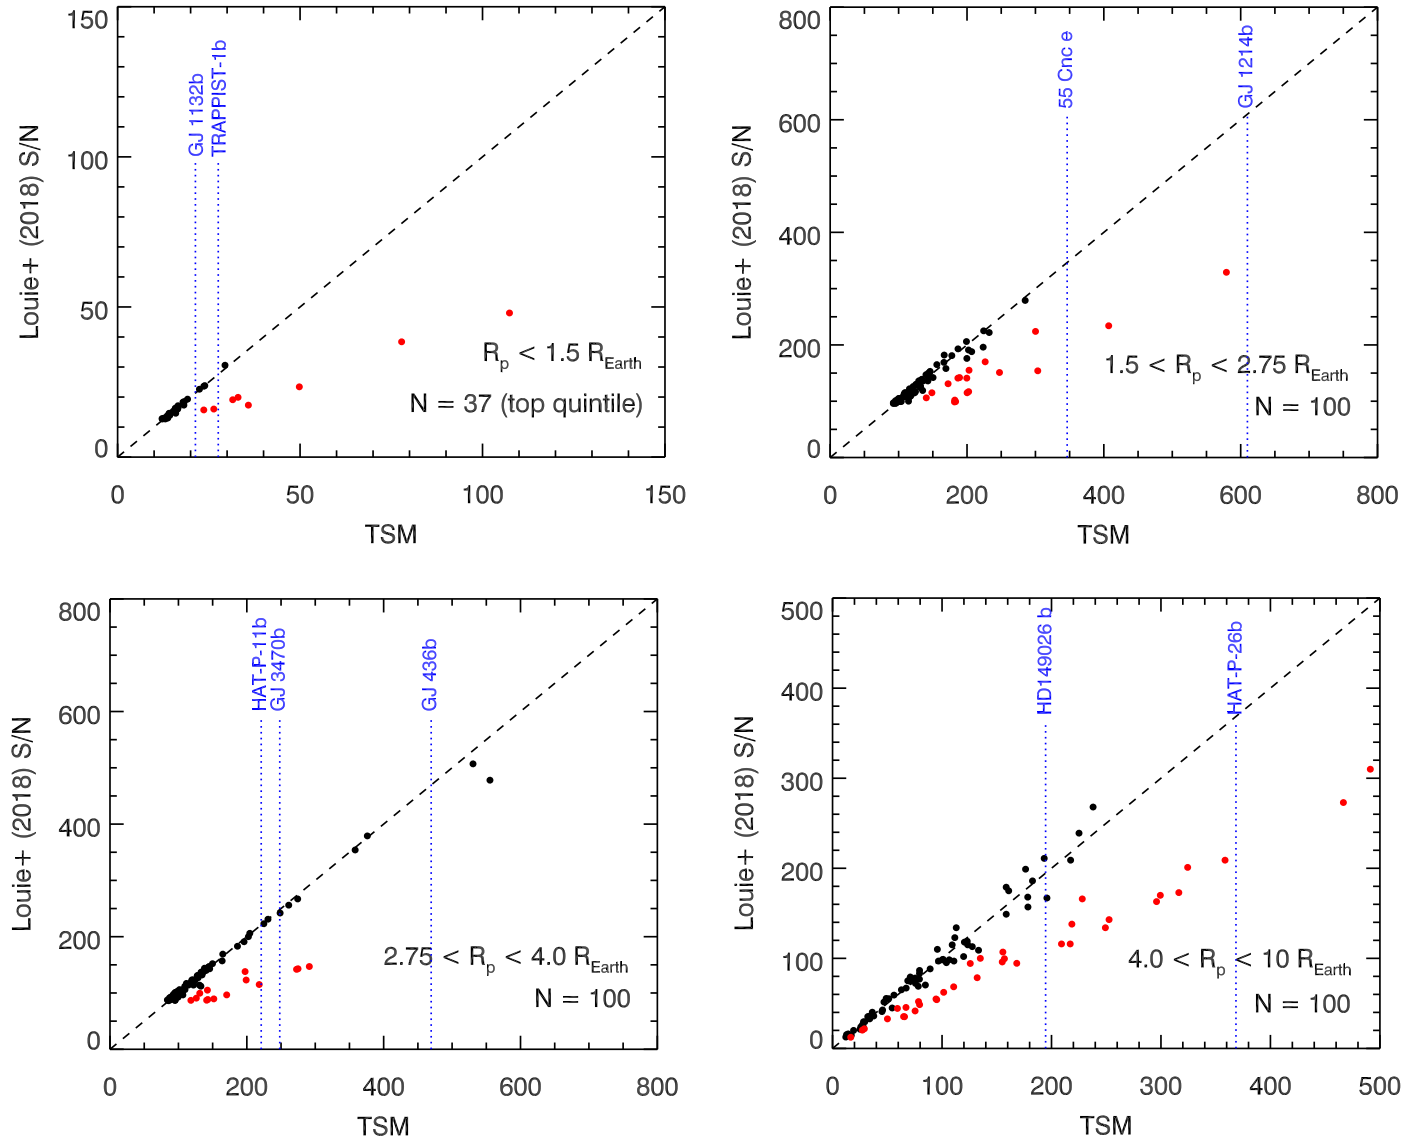 150
100
50
0
Louie+ (2018) S/N
GJ 1132b
TRAPPIST-1b
Rp < 1.5 REarth
N = 37 (top quintile)
0 50 100 150
TSM
800
600
400
200
0
Louie+ (2018) S/N
55 Cnc e
GJ 1214b
1.5 < Rp < 2.75 REarth
N = 100
0 200 400 600 800
TSM
800
600
400
200
0
Louie+ (2018) S/N
HAT-P-11b
GJ 3470b
GJ 436b
2.75 < Rp < 4.0 REarth
N = 100
0 200 400 600 800
TSM
500
400
300
200
100
0
Louie+ (2018) S/N
HD149026 b
HAT-P-26b
4.0 < Rp < 10 REarth
N = 100
0 100 200 300 400 500
TSM